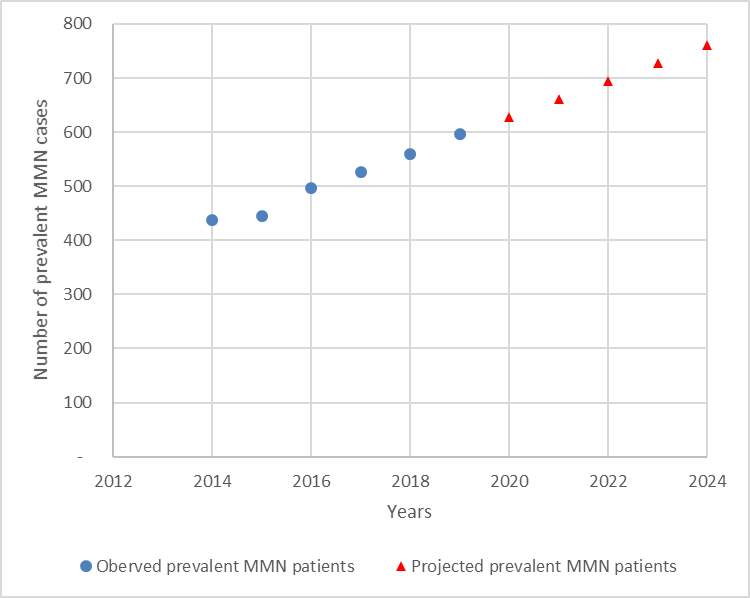 800
700
600
500
400
300
200
100
-
Number of prevalent MMN cases
2012 2014 2016 2018 2020 2022 2024
Years
Oberved prevalent MMN patients Projected prevalent MMN patients